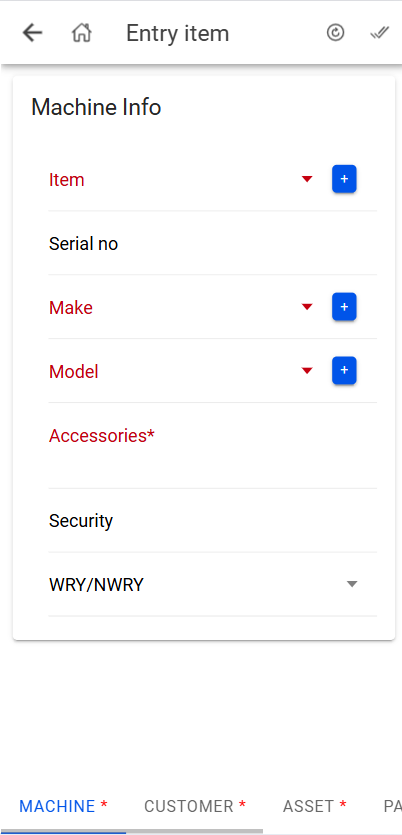 Entry item
Machine Info
Item +
Serial no
Make +
Model +
Accessories*
Security
WRY/NWRY
MACHINE * CUSTOMER * ASSET * PA